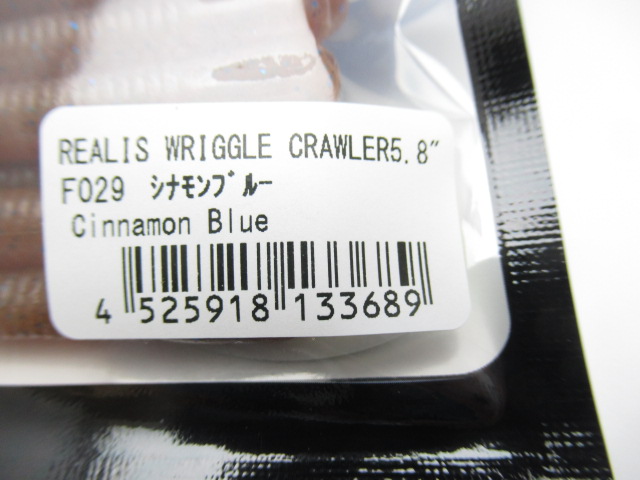 REALIS WRIGGLE CRAWLER5.8"
F029 シナモンブルー
Cinnamon Blue
4 525918 133689